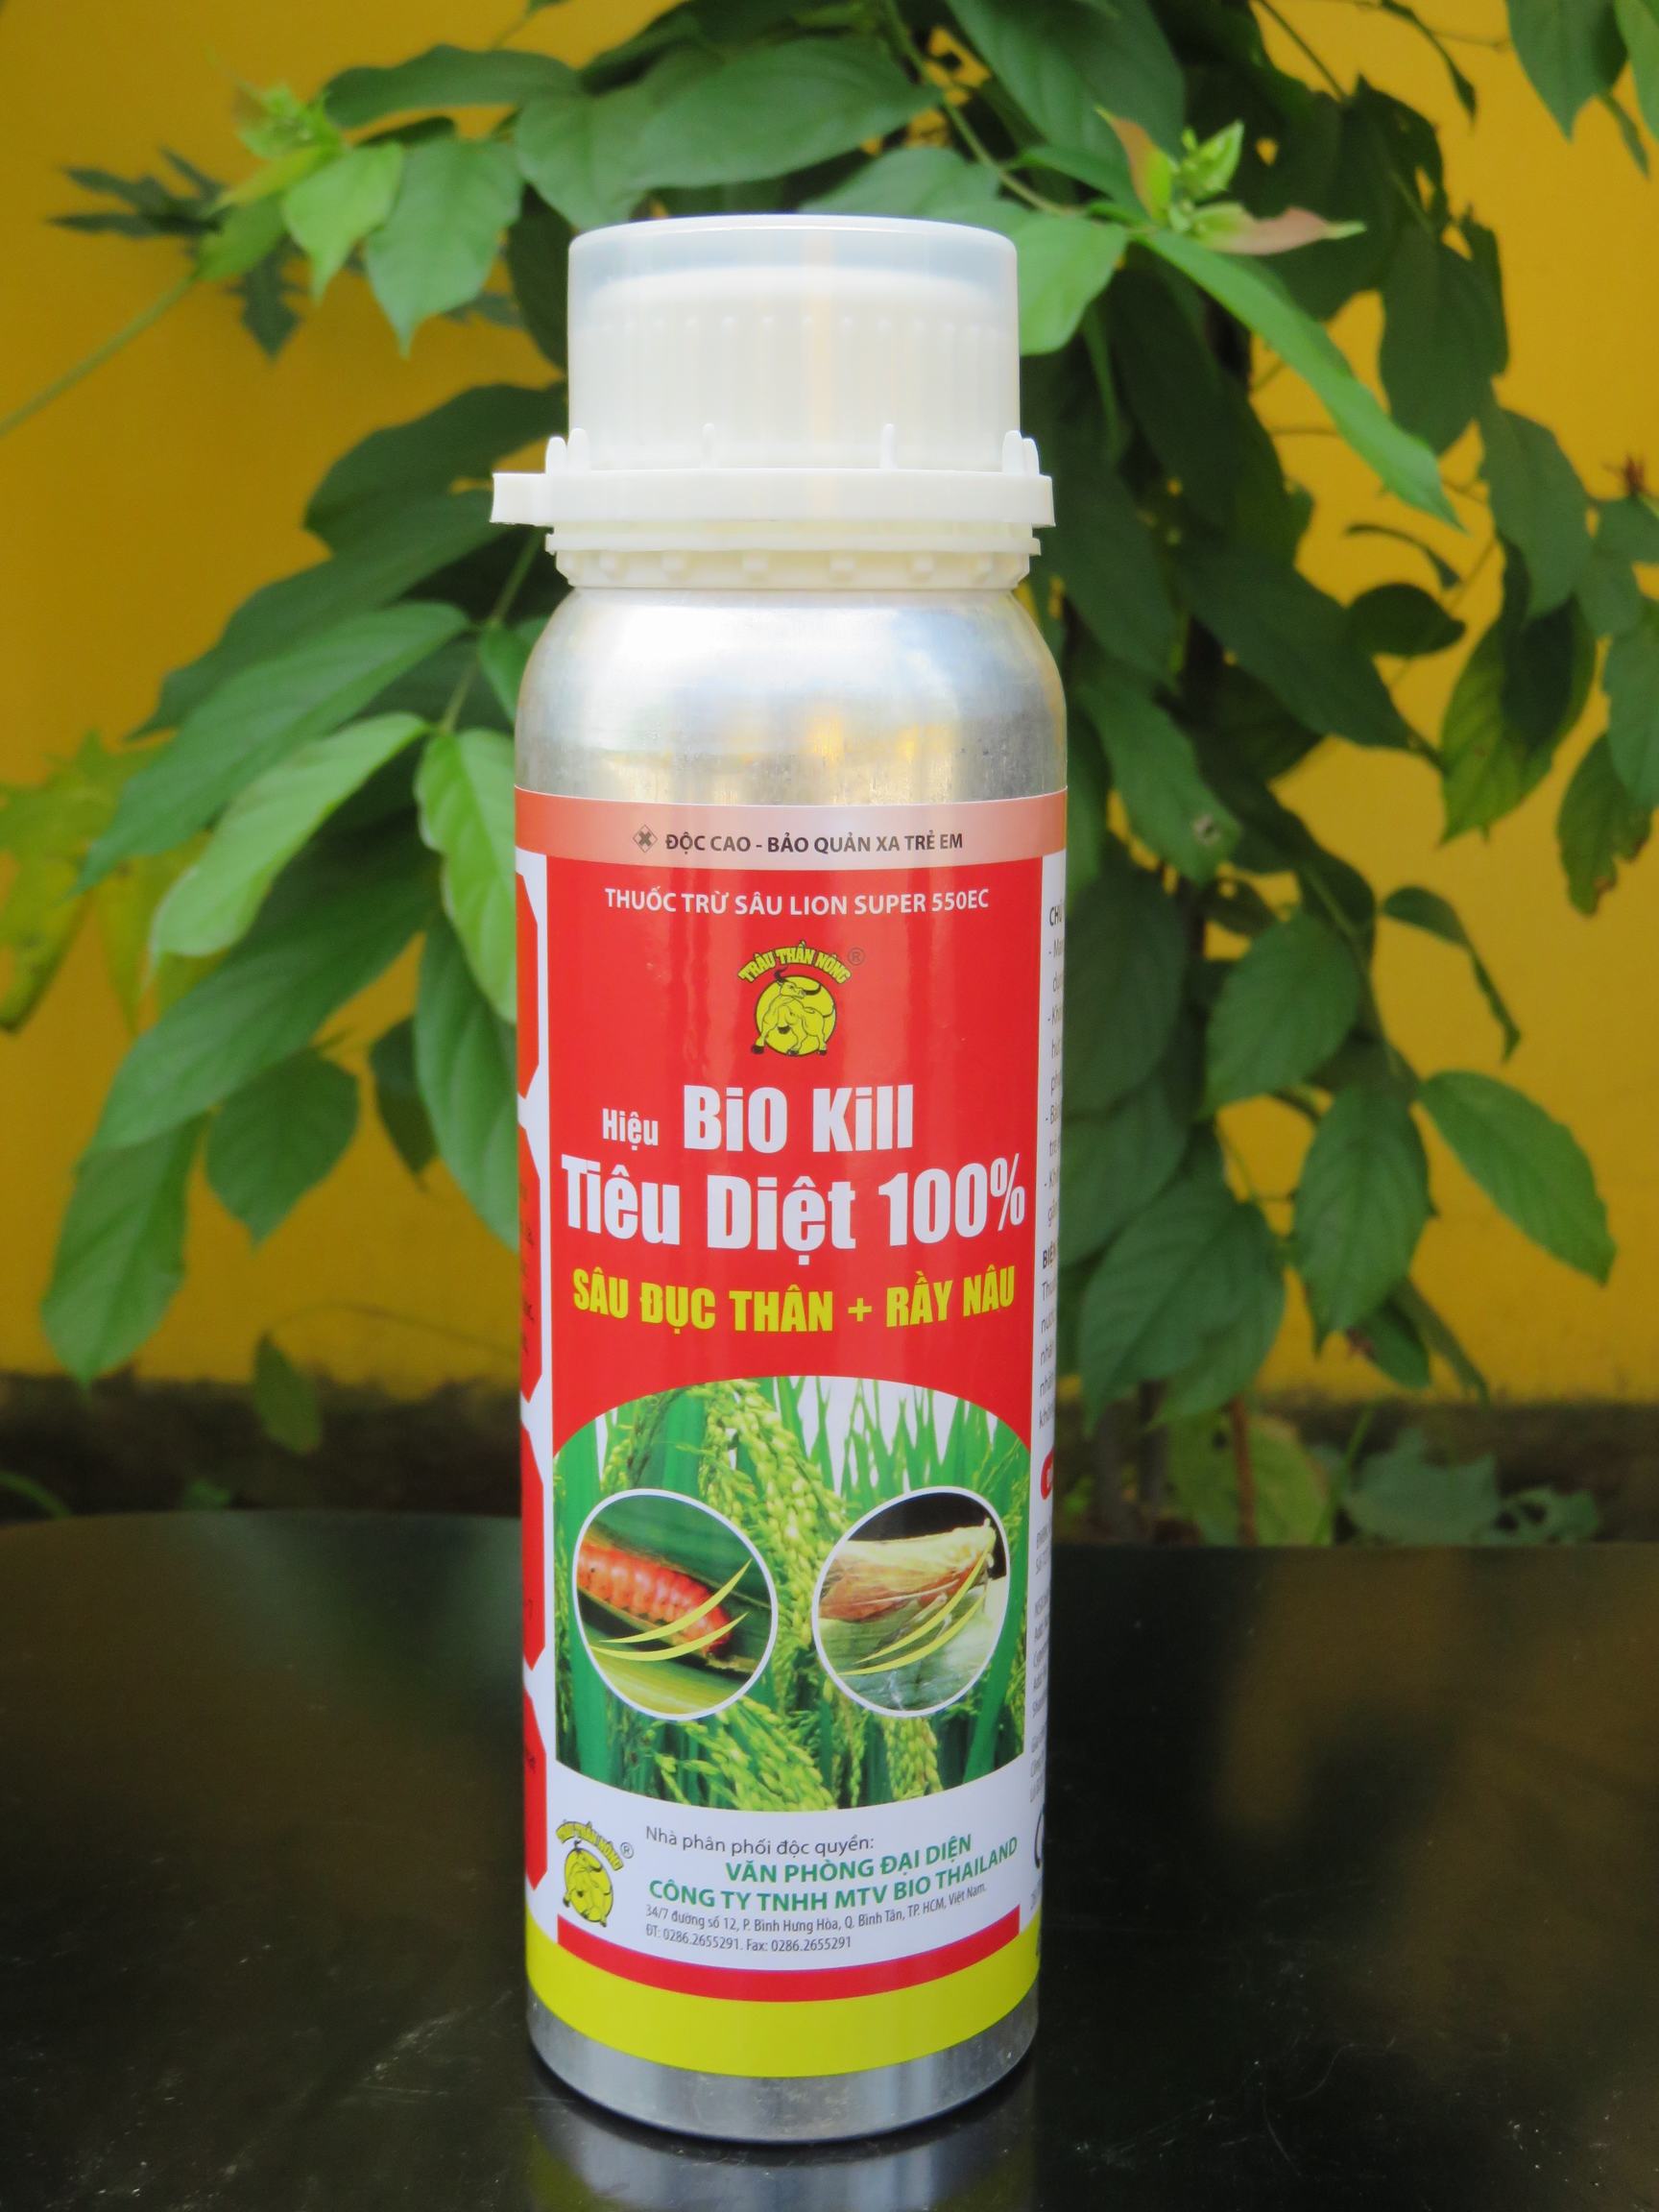 ĐỘC CAO - BẢO QUẢN XA TRẺ EM
THUỐC TRỪ SÂU LION SUPER 550EC
TRÂU THẦN NÔNG ®
Hiệu BiO Kill
Tiêu Diệt 100%
SÂU ĐỤC THÂN + RẦY NÂU
TRÂU THẦN NÔNG ®
Nhà phân phối độc quyền:
VĂN PHÒNG ĐẠI DIỆN
CÔNG TY TNHH MTV BIO THAILAND
34/7 đường số 12, P. Bình Hưng Hòa, Q. Bình Tân, TP. HCM, Việt Nam.
ĐT: 0286.2655291. Fax: 0286.2655291